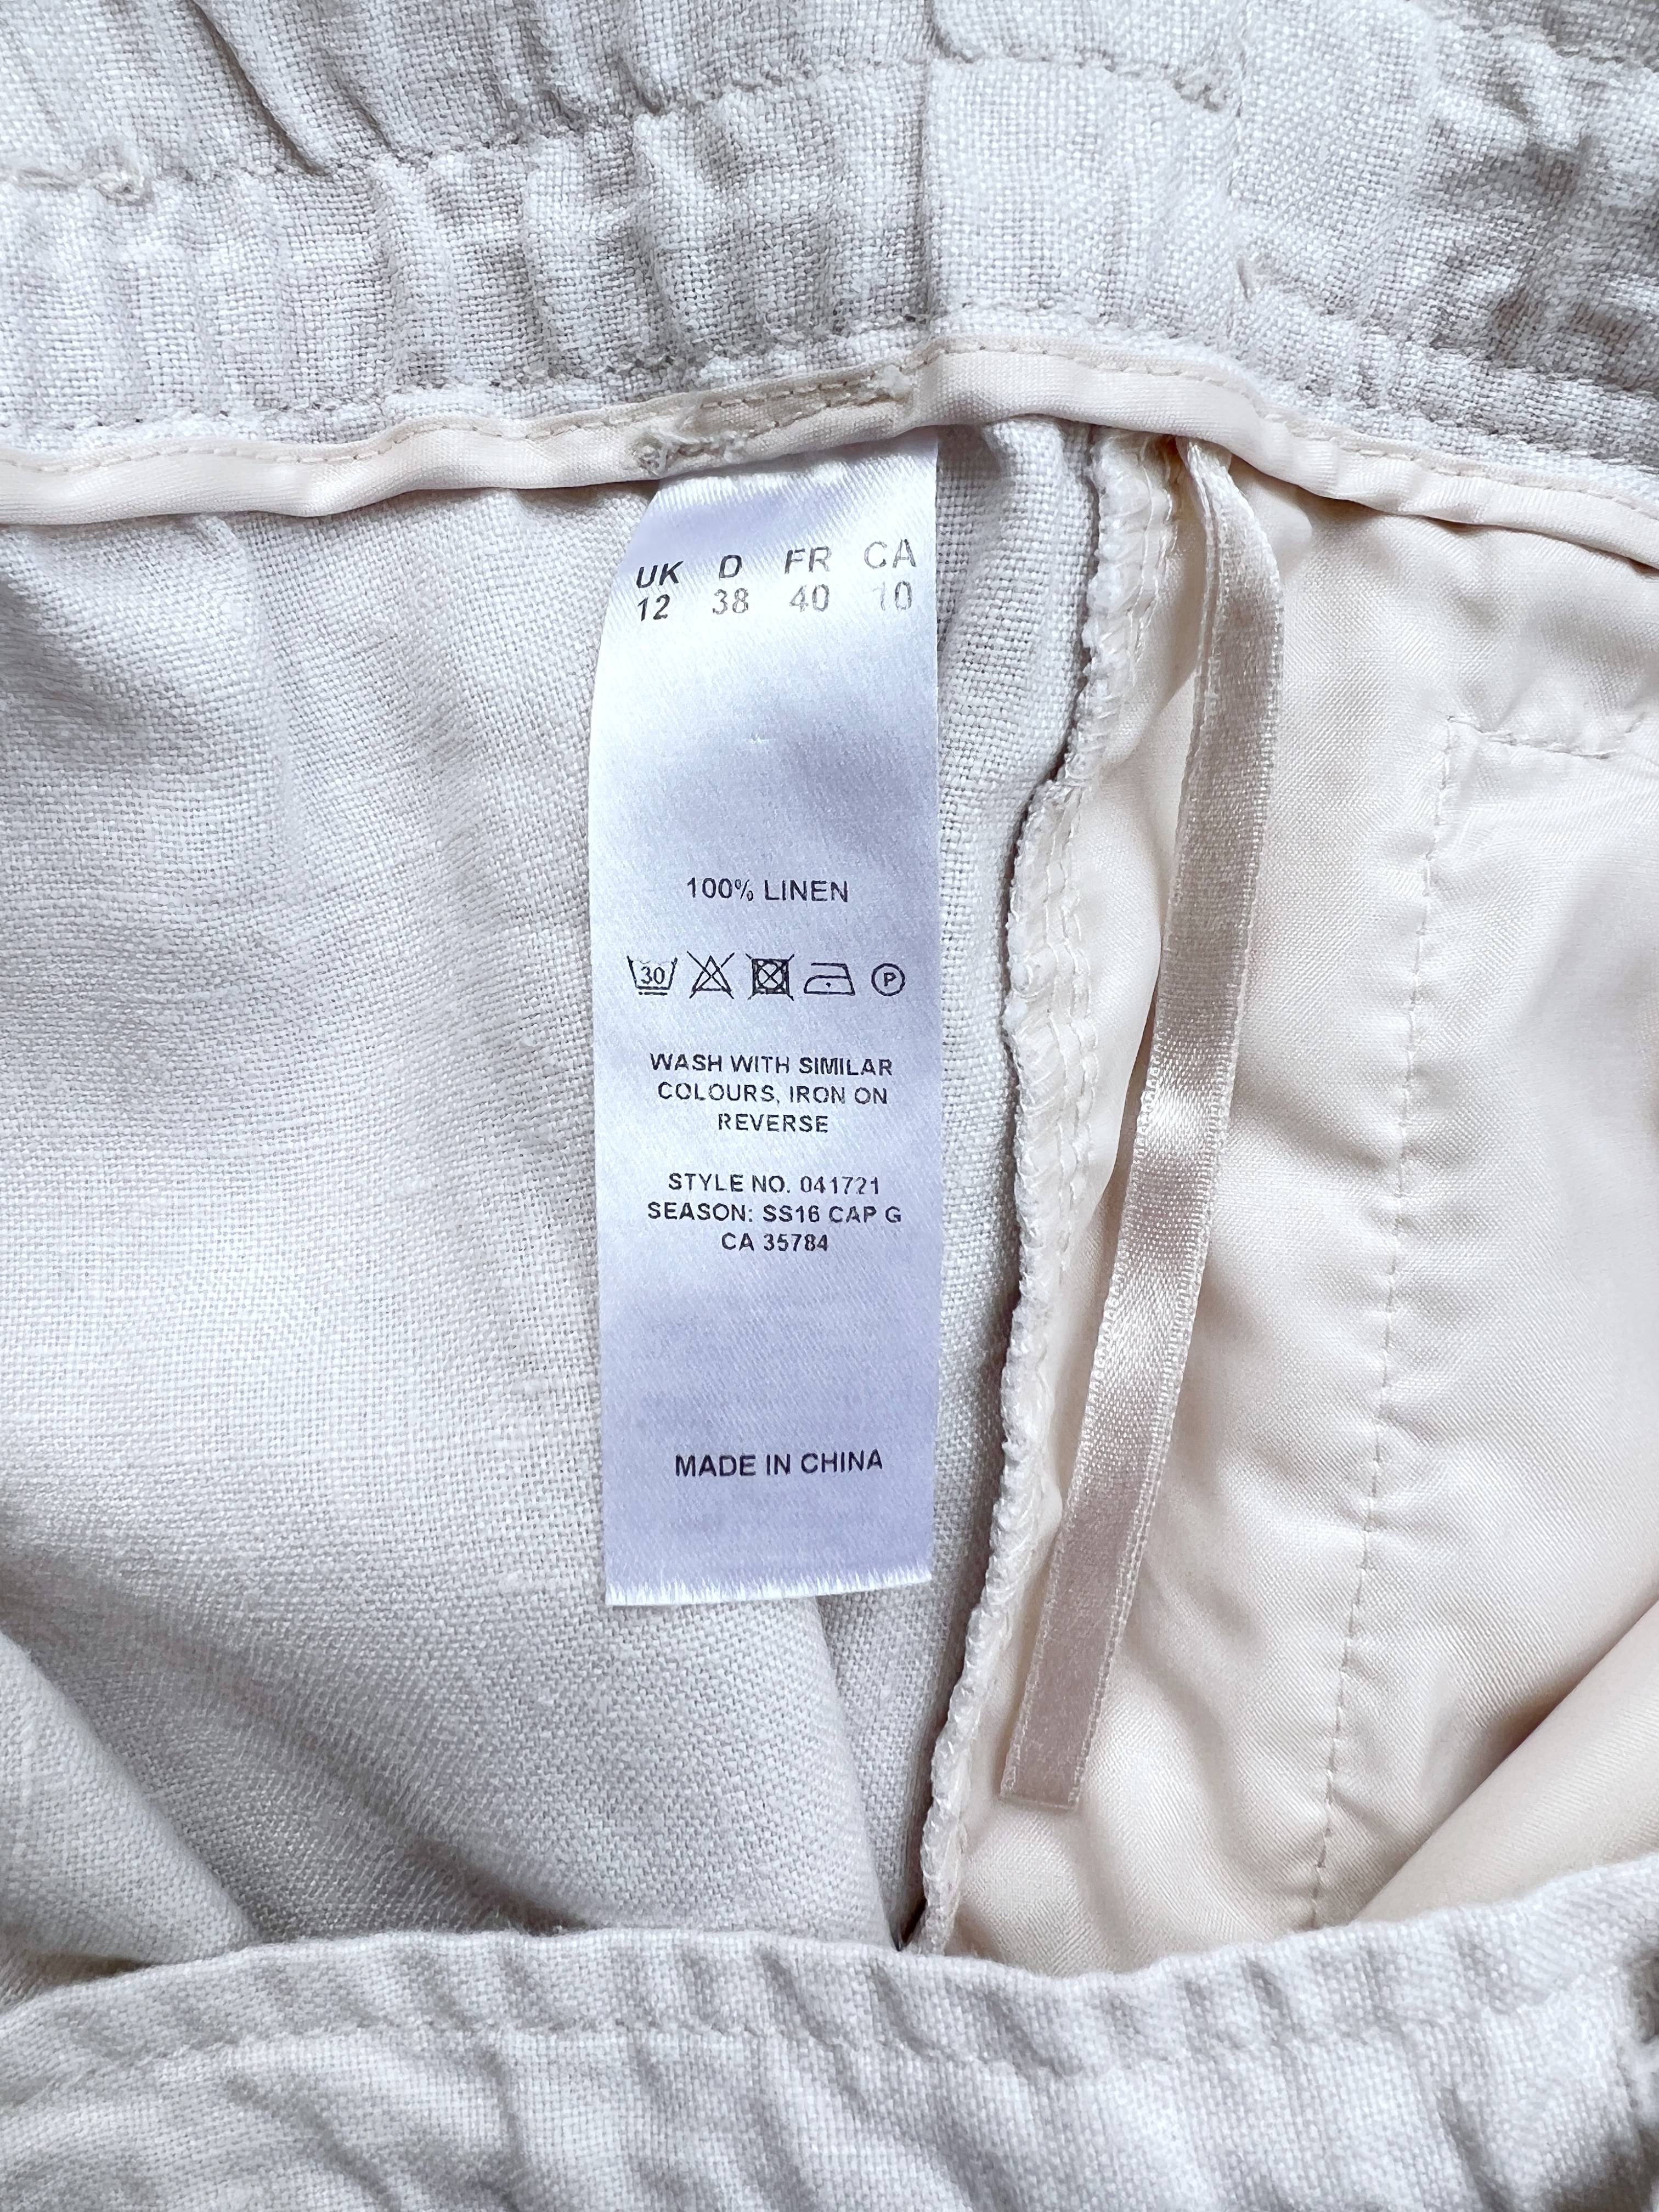 UK D FR CA
12 38 40 10
100% LINEN
30 P
WASH WITH SIMILAR
COLOURS, IRON ON
REVERSE
STYLE NO. 041721
SEASON: SS16 CAP G
CA 35784
MADE IN CHINA